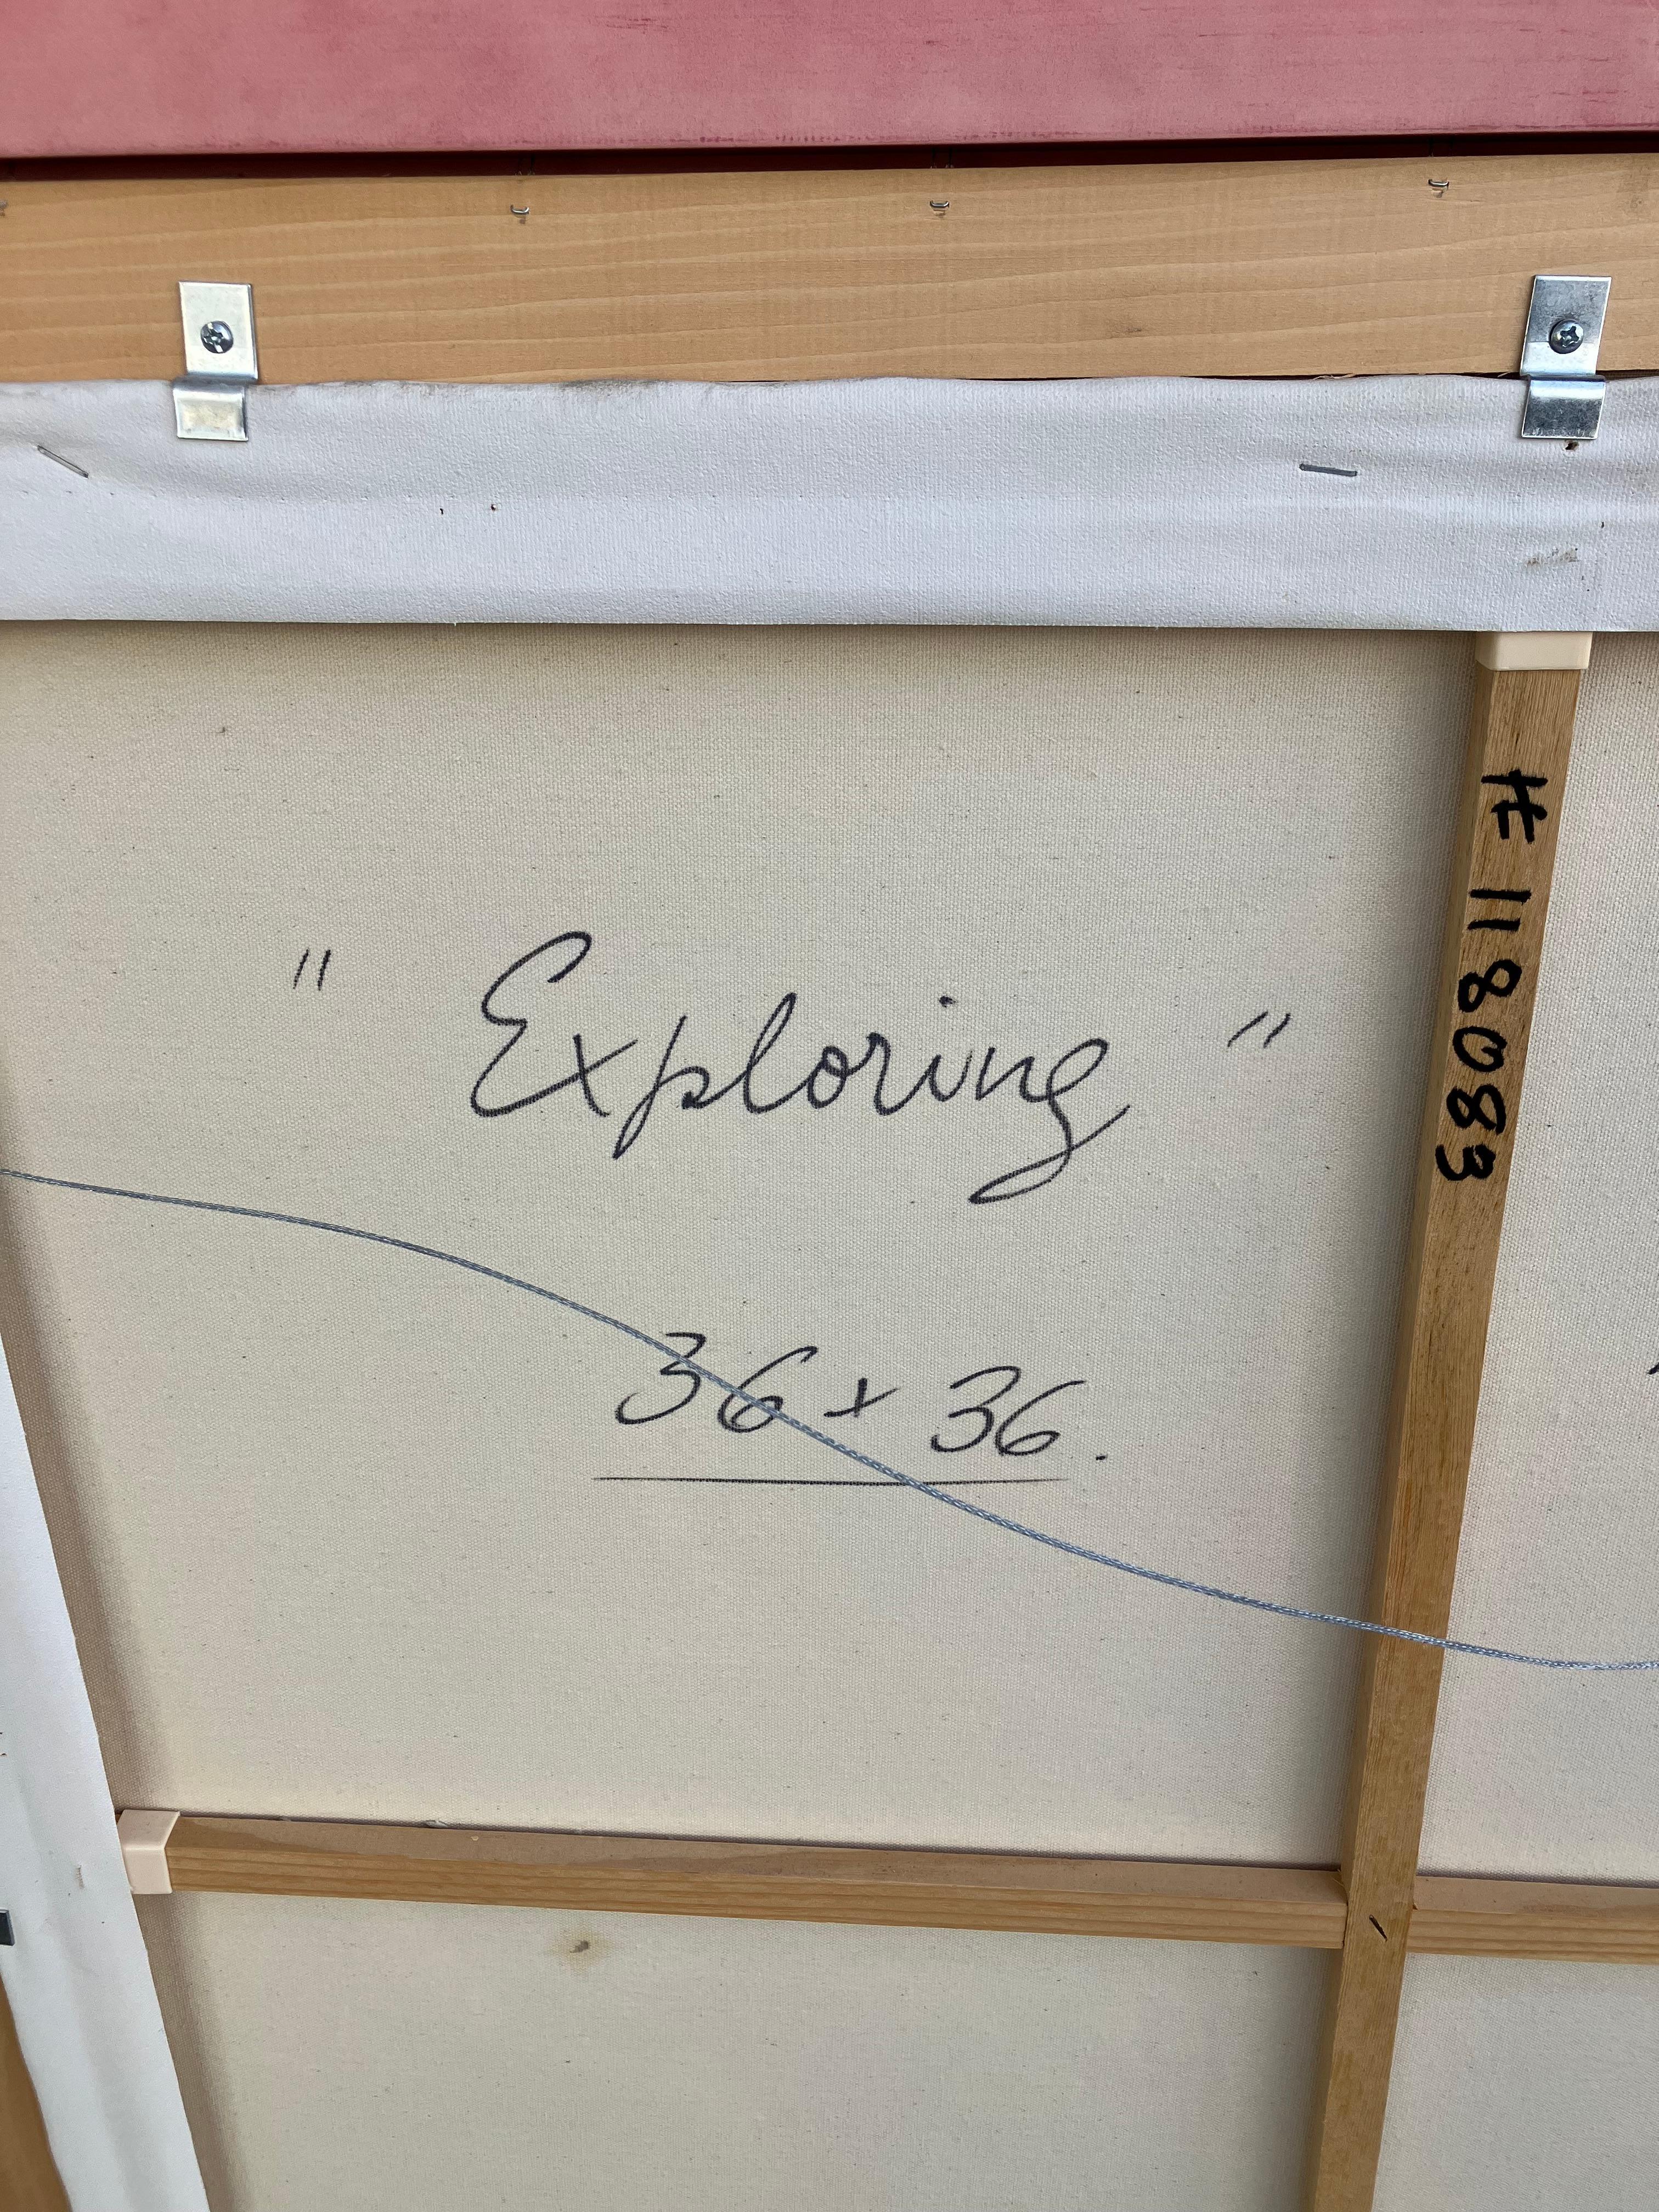 " Exploring "
36 x 36.
# 118083